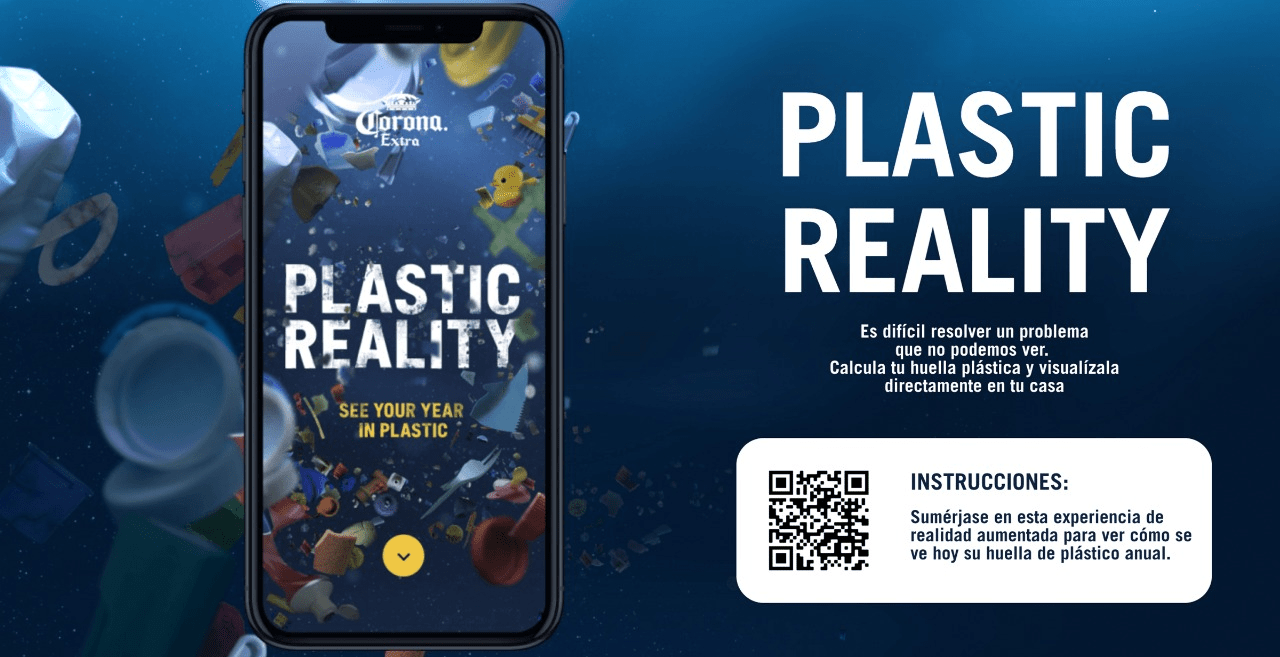 Corona.
Extra
PLASTIC
REALITY
SEE YOUR YEAR
IN PLASTIC
PLASTIC
REALITY
Es difícil resolver un problema
que no podemos ver.
Calcula tu huella plástica y visualízala
directamente en tu casa
INSTRUCCIONES:
Sumérjase en esta experiencia de
realidad aumentada para ver cómo se
ve hoy su huella de plástico anual.